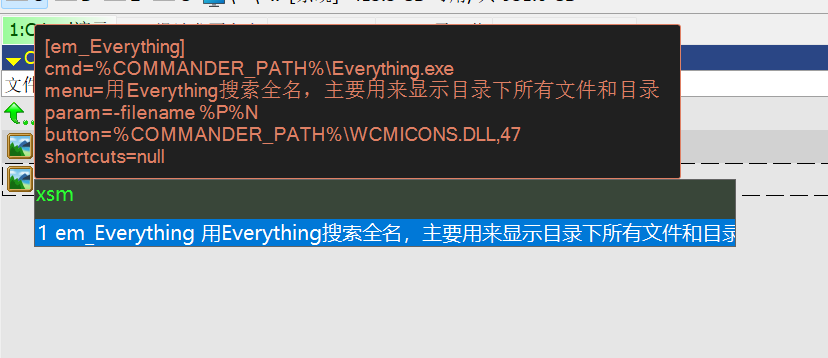 [em_Everything]
cmd=%COMMANDER_PATH%\Everything.exe
menu=用Everything搜索全名，主要用来显示目录下所有文件和目录
param=-filename %P%N
button=%COMMANDER_PATH%\WCMICONS.DLL,47
shortcuts=null
xsm
1 em_Everything 用Everything搜索全名，主要用来显示目录下所有文件和目录